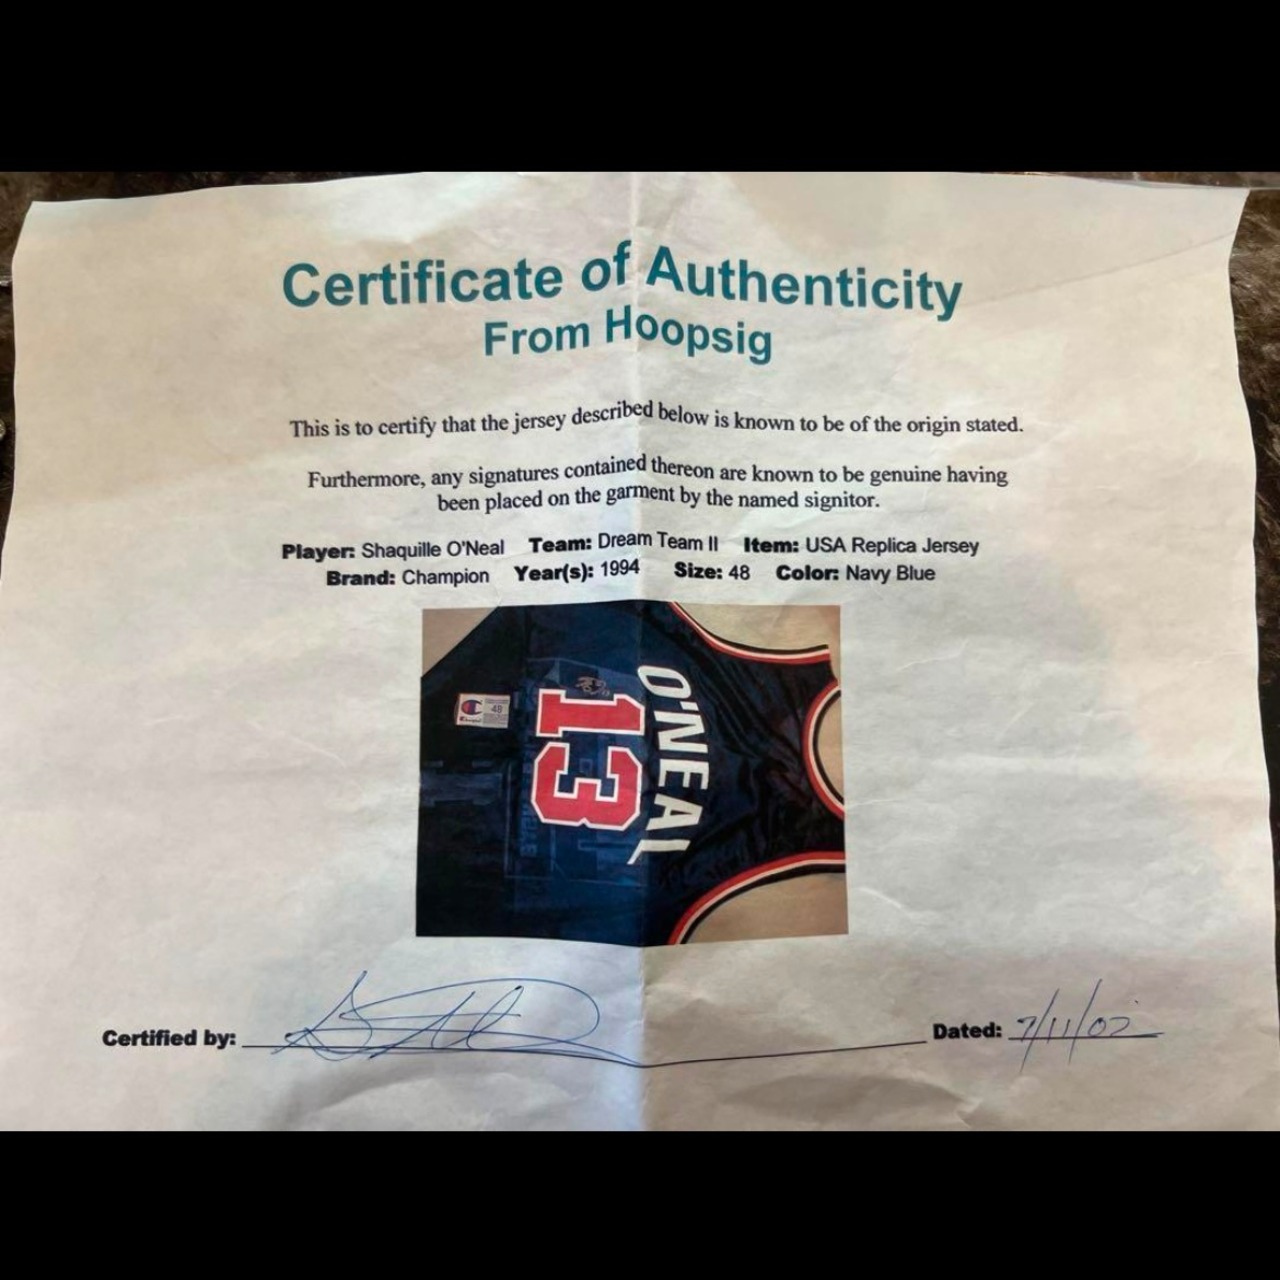 Certificate of Authenticity
From Hoopsig
This is to certify that the jersey described below is known to be of the origin stated.
Furthermore, any signatures contained thereon are known to be genuine having
been placed on the garment by the named signitor.
Player: Shaquille O'Neal Team: Dream Team II Item: USA Replica Jersey
Brand: Champion Year(s): 1994 Size: 48 Color: Navy Blue
O'NEAL
13
48
Certified by:
Dated: 7/11/02